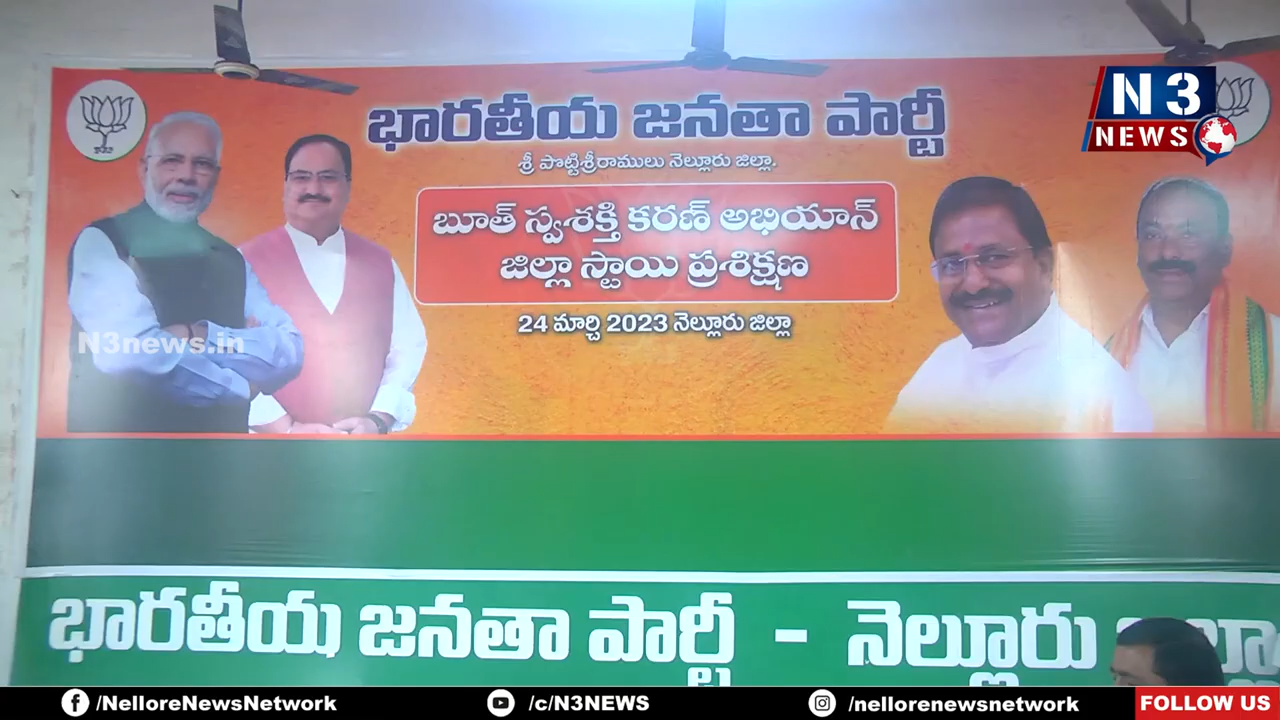 భారతీయ జనతా పార్టీ
శ్రీ పొట్టిశ్రీరాములు నెల్లూరు జిల్లా.
బూత్ స్వశక్తి కరణ్ అభియాన్
జిల్లా స్టాయి ప్రశిక్షణ
24 మార్చి 2023 నెల్లూరు జిల్లా
N3
NEWS
N3news.in
భారతీయ జనతా పార్టీ - నెల్లూరు
/NelloreNewsNetwork
/c/N3NEWS
/nellorenewsnetwork
FOLLOW US